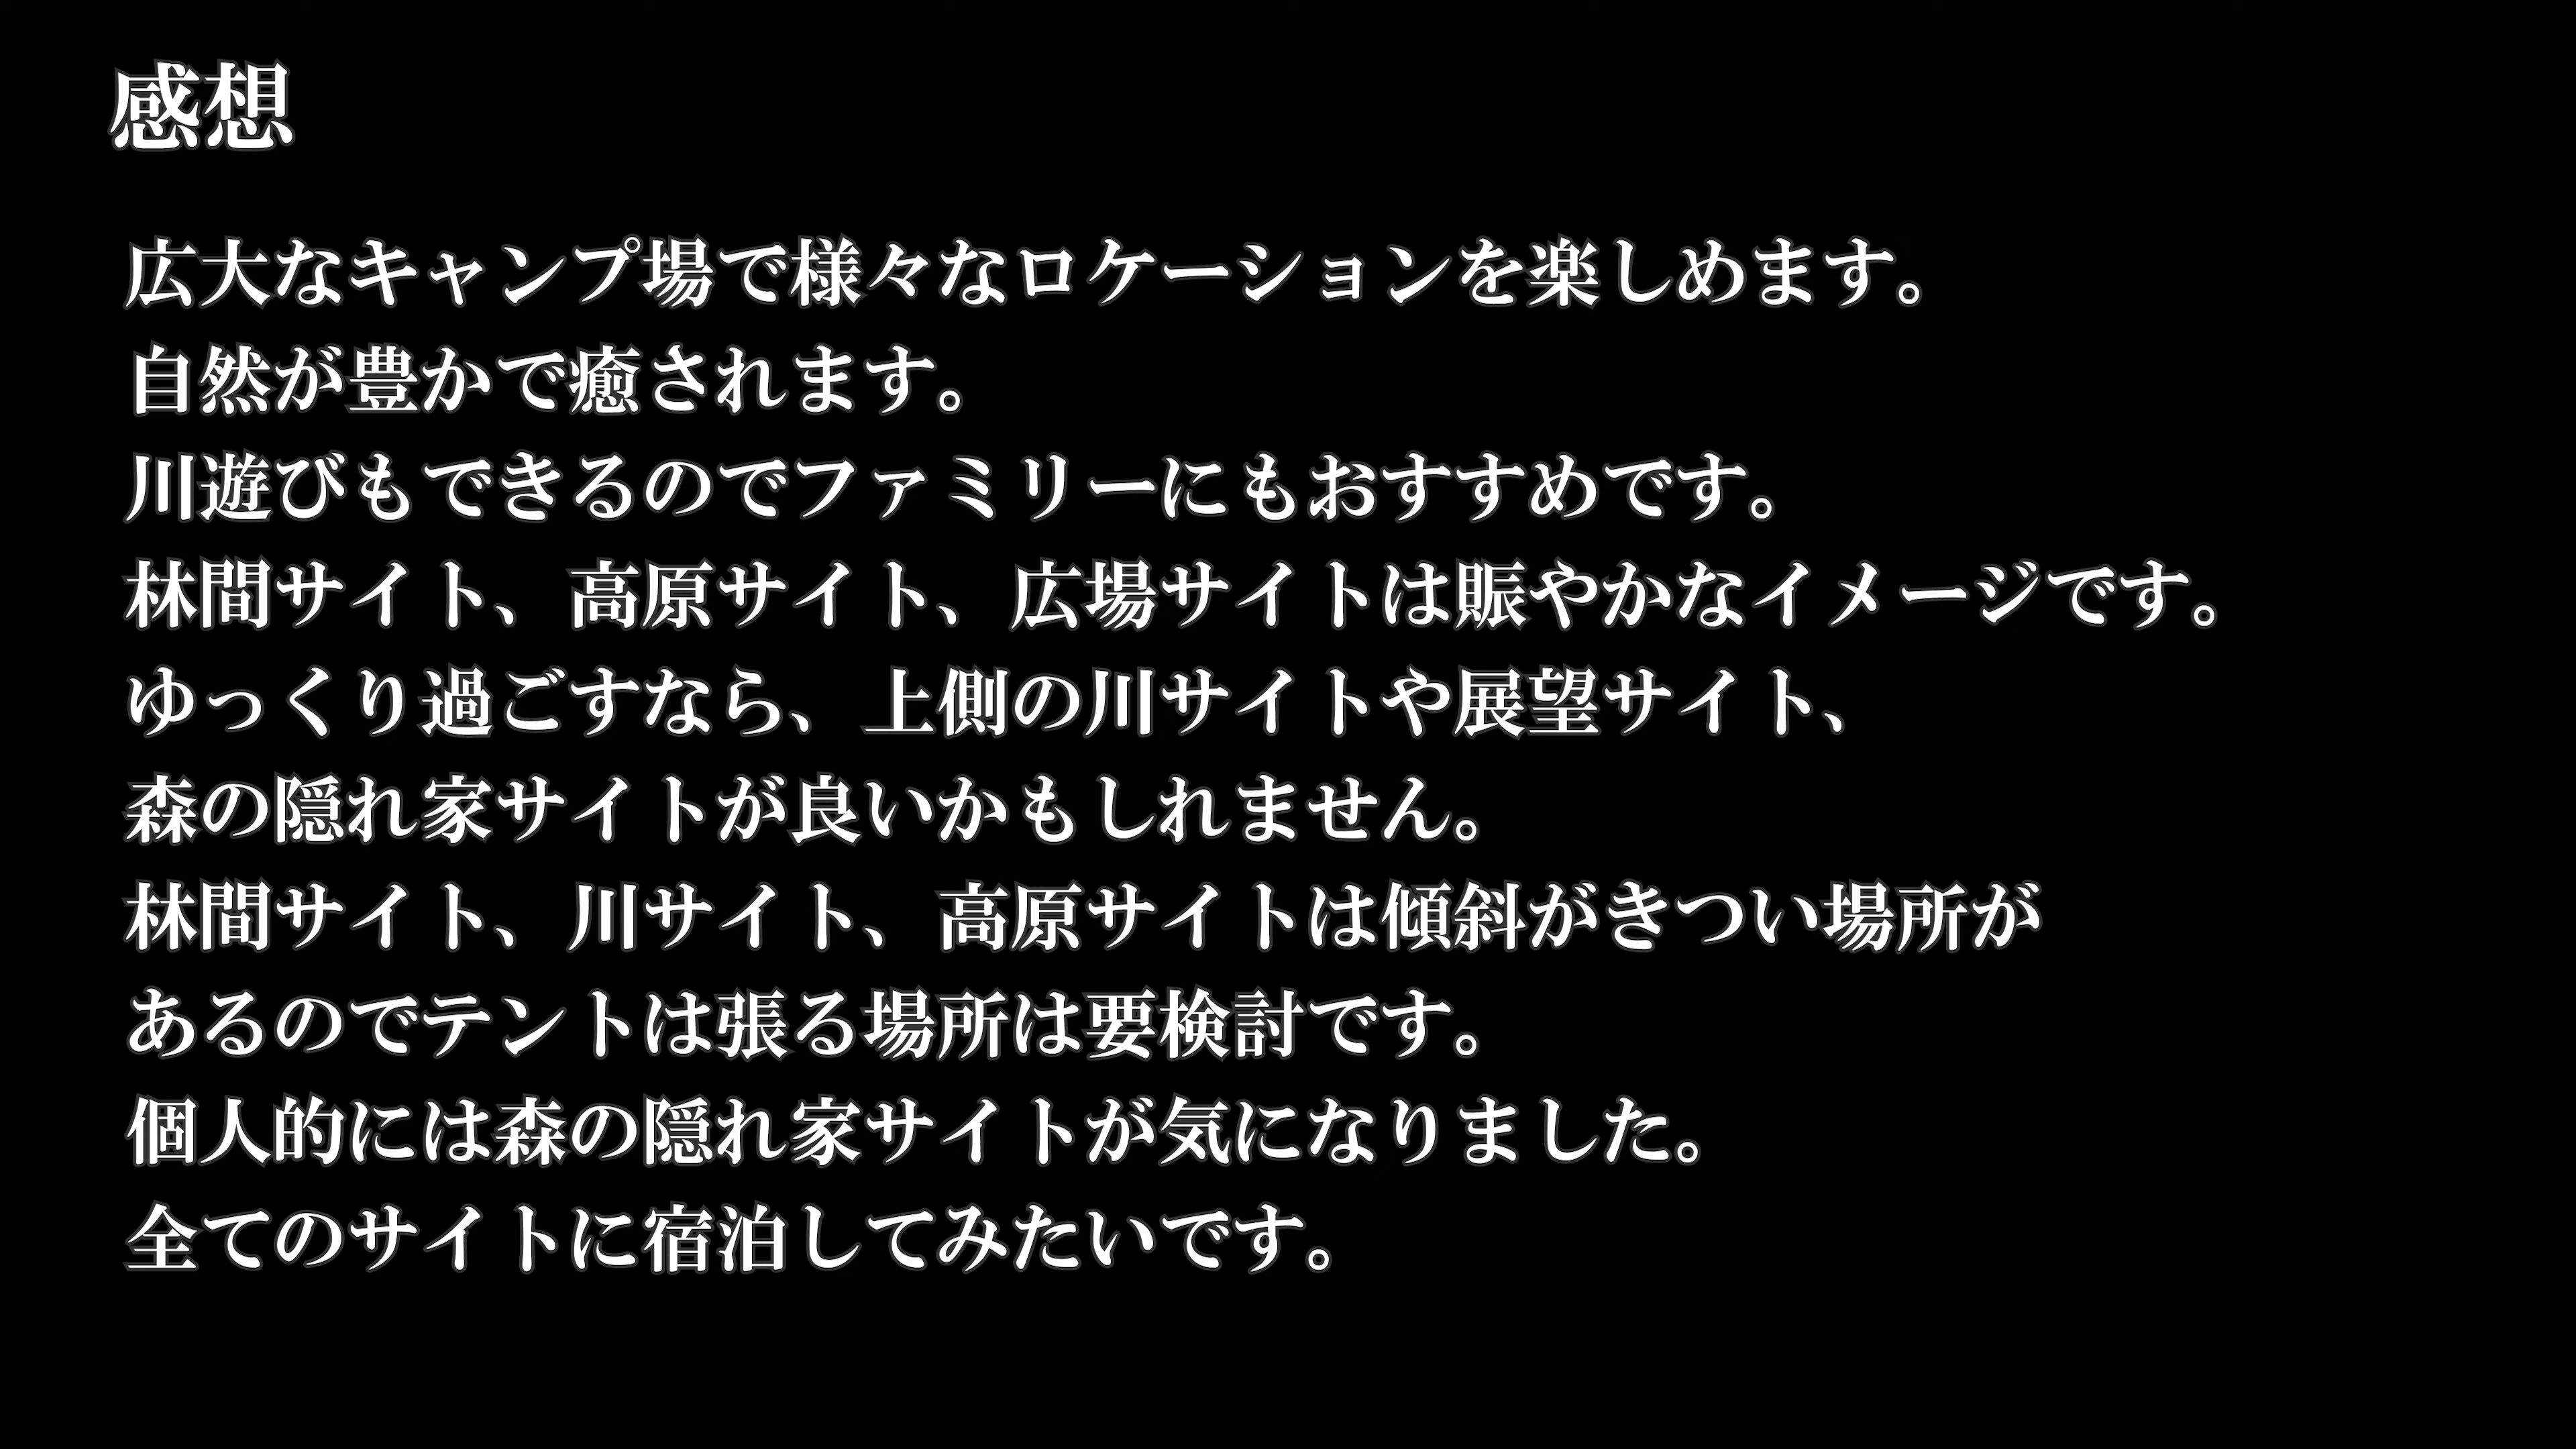 感想
広大なキャンプ場で様々なロケーションを楽しめます。
自然が豊かで癒されます。
川遊びもできるのでファミリーにもおすすめです。
林間サイト、高原サイト、広場サイトは賑やかなイメージです。
ゆっくり過ごすなら、上側の川サイトや展望サイト、
森の隠れ家サイトが良いかもしれません。
林間サイト、川サイト、高原サイトは傾斜がきつい場所が
あるのでテントは張る場所は要検討です。
個人的には森の隠れ家サイトが気になりました。
全てのサイトに宿泊してみたいです。